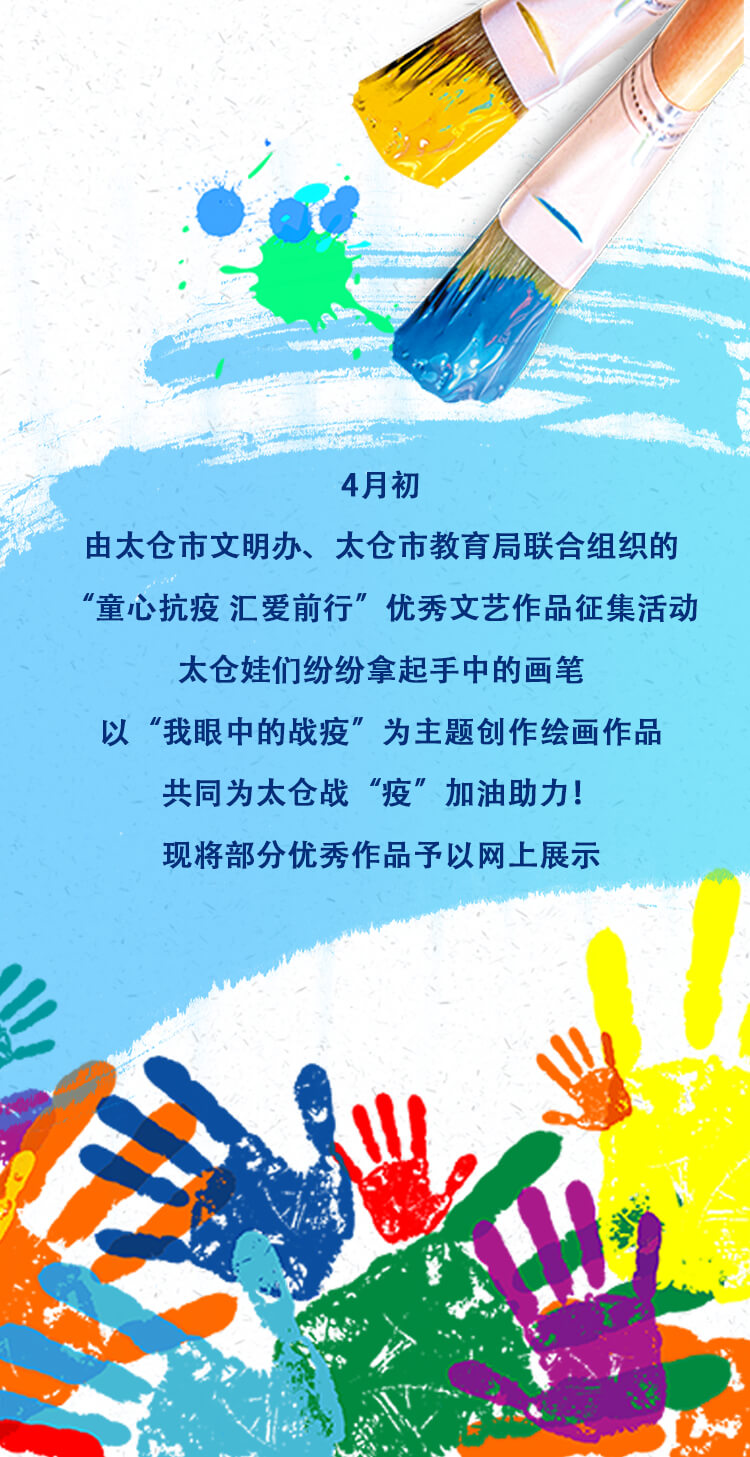 4月初
由太仓市文明办、太仓市教育局联合组织的
“童心抗疫 汇爱前行”优秀文艺作品征集活动
太仓娃们纷纷拿起手中的画笔
以“我眼中的战疫”为主题创作绘画作品
共同为太仓战“疫”加油助力！
现将部分优秀作品予以网上展示